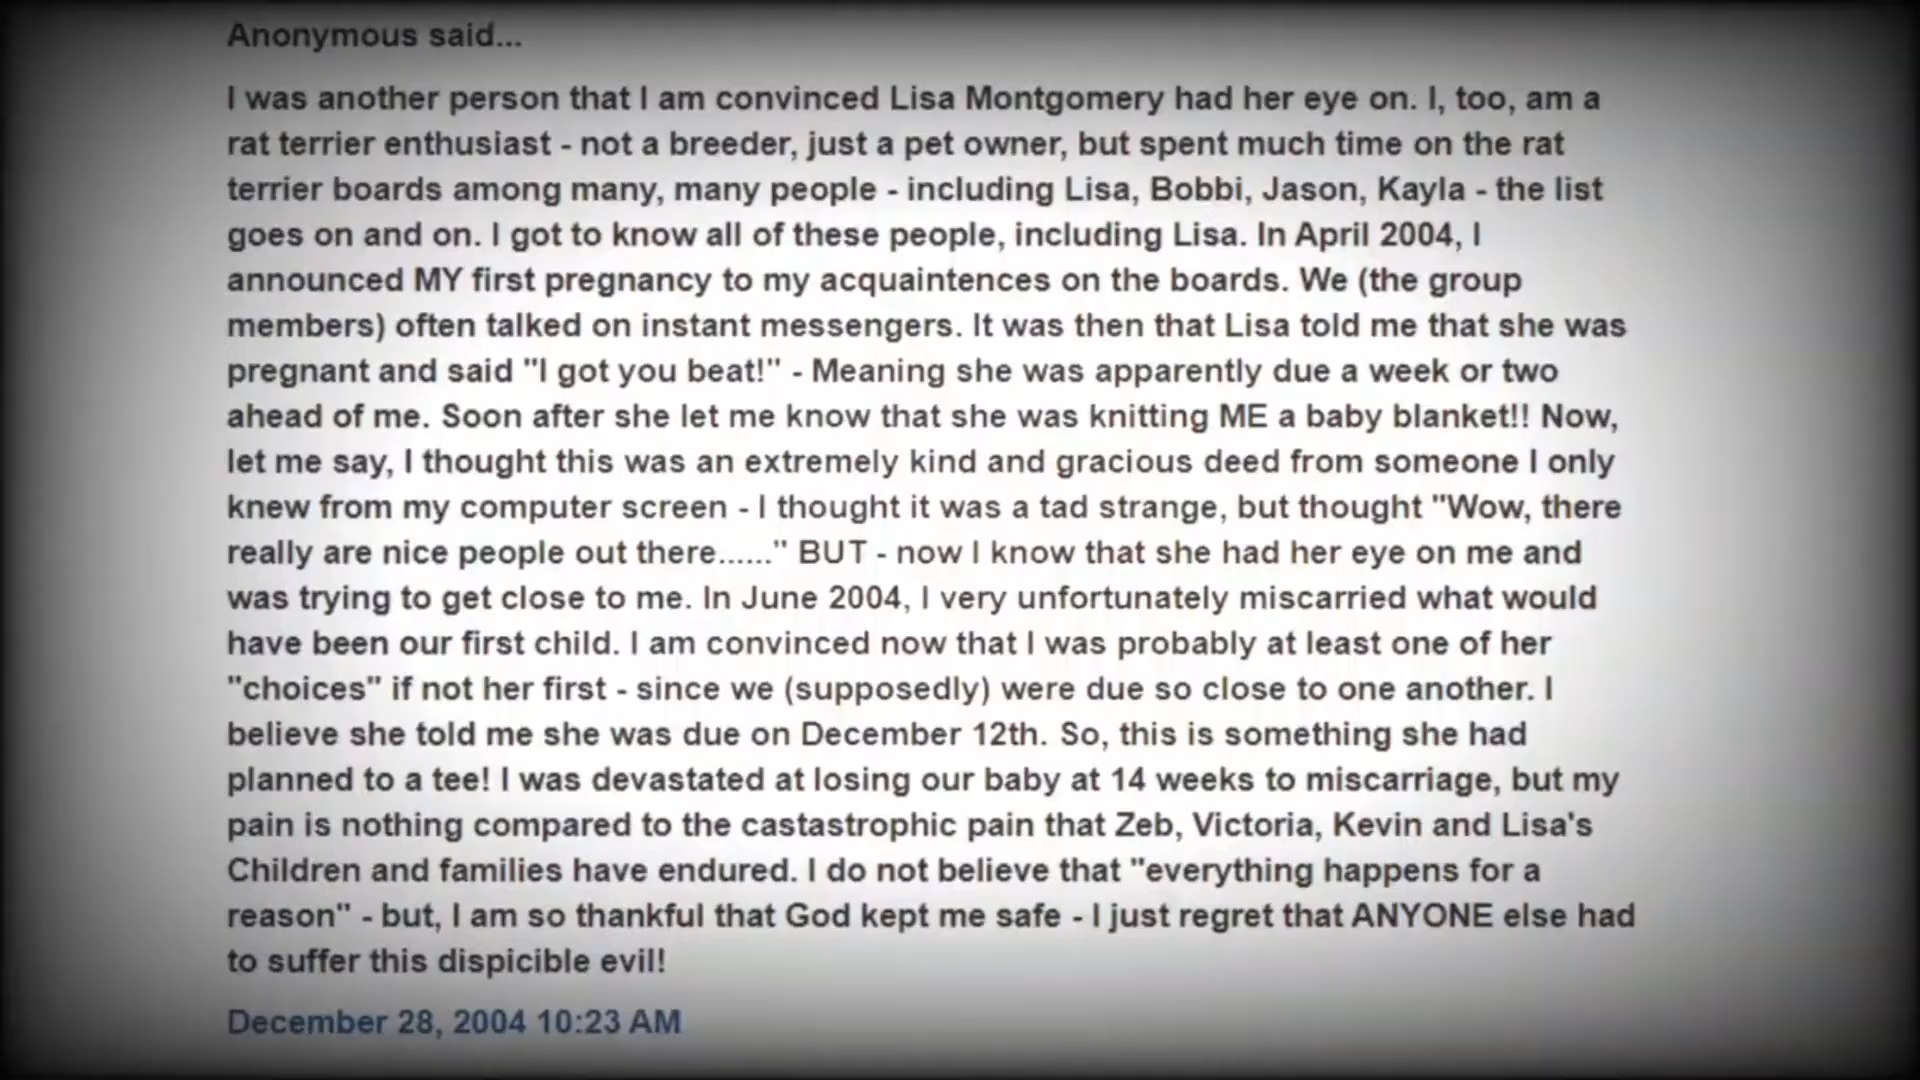 Anonymous said...
I was another person that I am convinced Lisa Montgomery had her eye on. I, too, am a
rat terrier enthusiast - not a breeder, just a pet owner, but spent much time on the rat
terrier boards among many, many people - including Lisa, Bobbi, Jason, Kayla - the list
goes on and on. I got to know all of these people, including Lisa. In April 2004, I
announced MY first pregnancy to my acquaintences on the boards. We (the group
members) often talked on instant messengers. It was then that Lisa told me that she was
pregnant and said "I got you beat!" - Meaning she was apparently due a week or two
ahead of me. Soon after she let me know that she was knitting ME a baby blanket!! Now,
let me say, I thought this was an extremely kind and gracious deed from someone I only
knew from my computer screen - I thought it was a tad strange, but thought "Wow, there
really are nice people out there......" BUT - now I know that she had her eye on me and
was trying to get close to me. In June 2004, I very unfortunately miscarried what would
have been our first child. I am convinced now that I was probably at least one of her
"choices" if not her first - since we (supposedly) were due so close to one another. I
believe she told me she was due on December 12th. So, this is something she had
planned to a tee! I was devastated at losing our baby at 14 weeks to miscarriage, but my
pain is nothing compared to the castastrophic pain that Zeb, Victoria, Kevin and Lisa's
Children and families have endured. I do not believe that "everything happens for a
reason" - but, I am so thankful that God kept me safe - I just regret that ANYONE else had
to suffer this dispicible evil!
December 28, 2004 10:23 AM